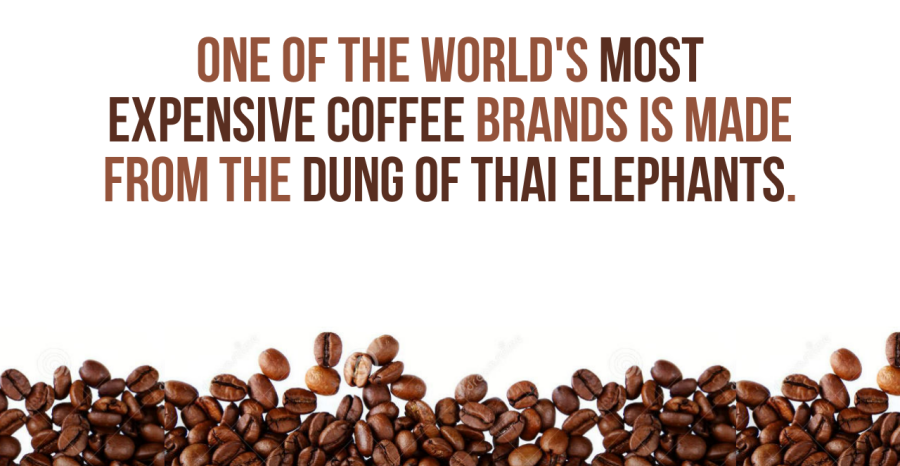 ONE OF THE WORLD'S MOST
EXPENSIVE COFFEE BRANDS IS MADE
FROM THE DUNG OF THAI ELEPHANTS.